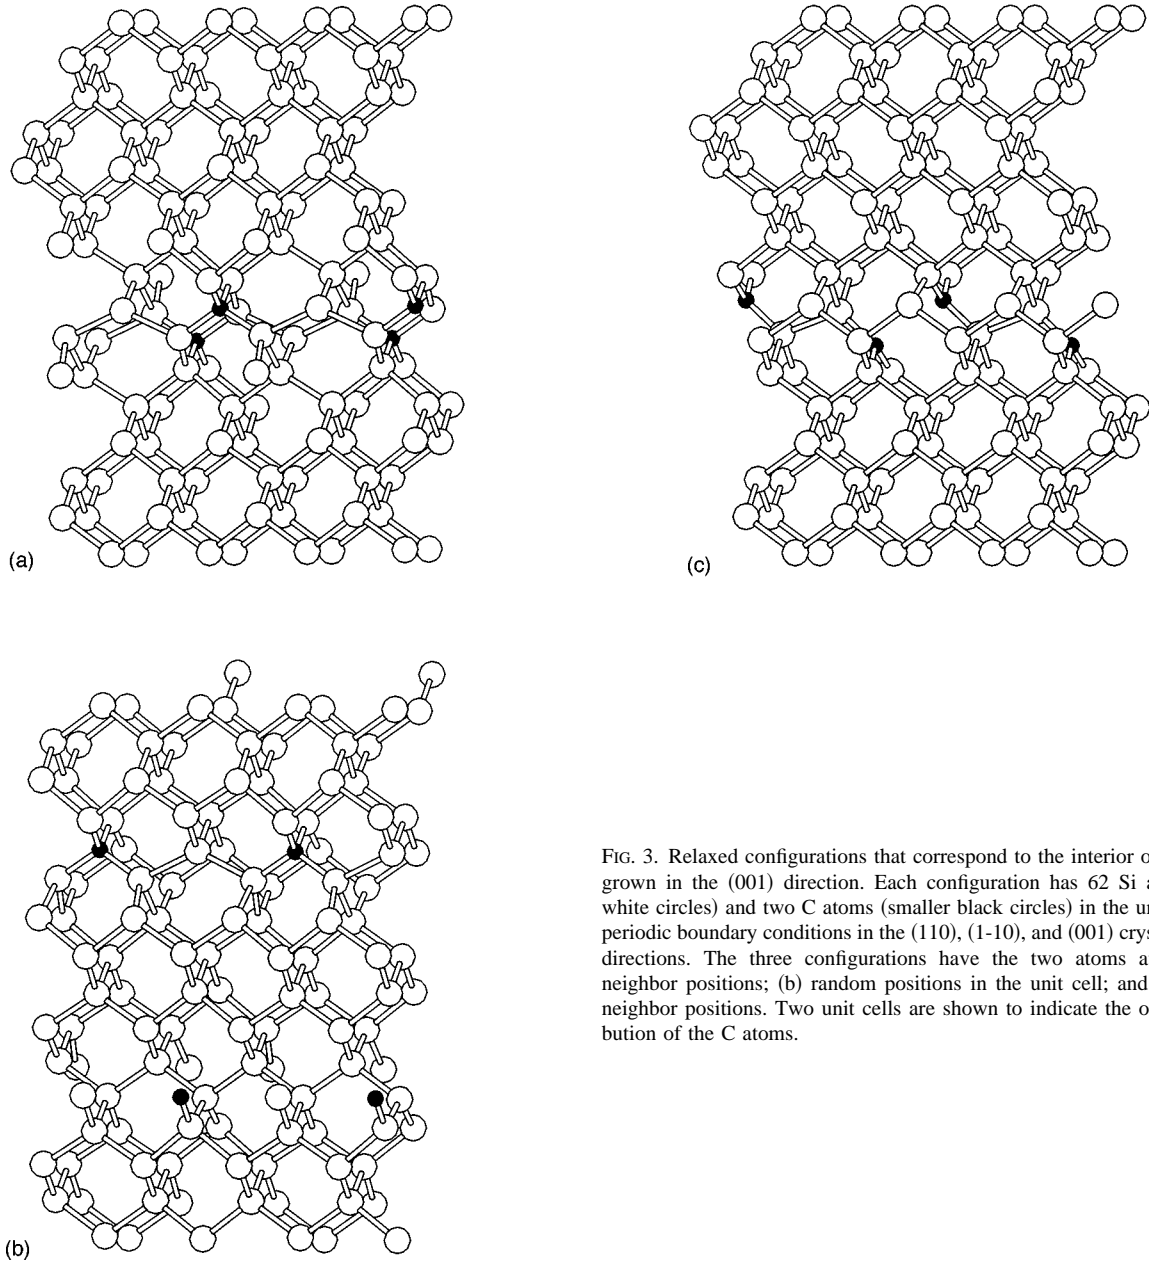 (a)
(c)
(b)
FIG. 3. Relaxed configurations that correspond to the interior o
grown in the (001) direction. Each configuration has 62 Si a
white circles) and two C atoms (smaller black circles) in the u
periodic boundary conditions in the (110), (1-10), and (001) crys
directions. The three configurations have the two atoms a
neighbor positions; (b) random positions in the unit cell; and
neighbor positions. Two unit cells are shown to indicate the o
bution of the C atoms.